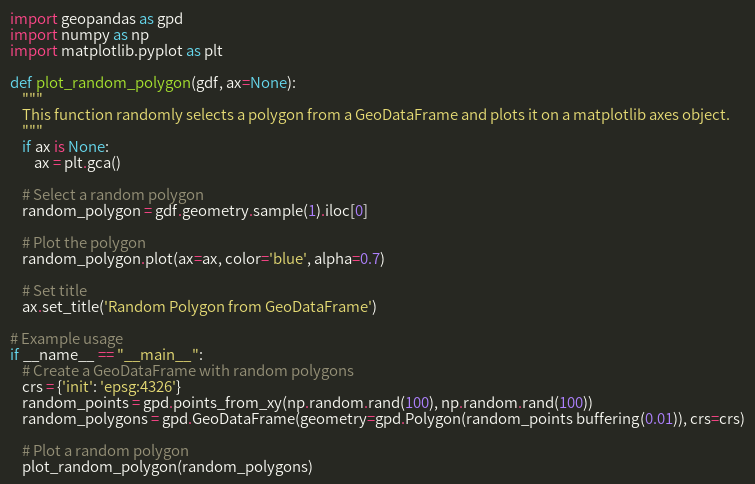 import geopandas as gpd
import numpy as np
import matplotlib.pyplot as plt

def plot_random_polygon(gdf, ax=None):
    """
    This function randomly selects a polygon from a GeoDataFrame and plots it on a matplotlib axes object.
    """
    if ax is None:
        ax = plt.gca()

    # Select a random polygon
    random_polygon = gdf.geometry.sample(1).iloc[0]

    # Plot the polygon
    random_polygon.plot(ax=ax, color='blue', alpha=0.7)

    # Set title
    ax.set_title('Random Polygon from GeoDataFrame')

# Example usage
if __name__ == "__main__":
    # Create a GeoDataFrame with random polygons
    crs = {'init': 'epsg:4326'}
    random_points = gpd.points_from_xy(np.random.rand(100), np.random.rand(100))
    random_polygons = gpd.GeoDataFrame(geometry=gpd.Polygon(random_points buffering(0.01)), crs=crs)

    # Plot a random polygon
    plot_random_polygon(random_polygons)